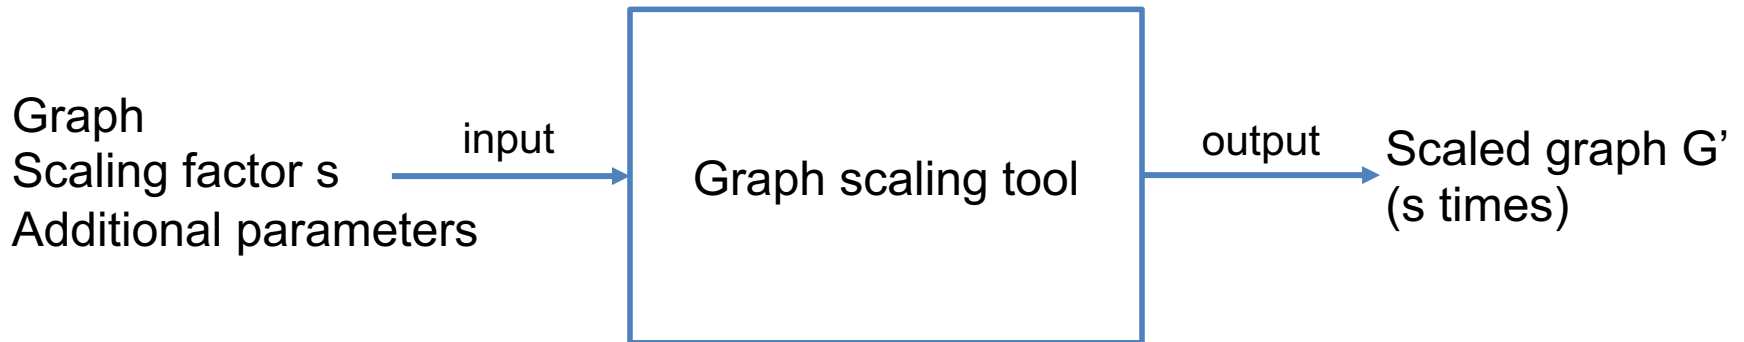 Graph
Scaling factor s
Additional parameters
input
Graph scaling tool
output
Scaled graph G’
(s times)